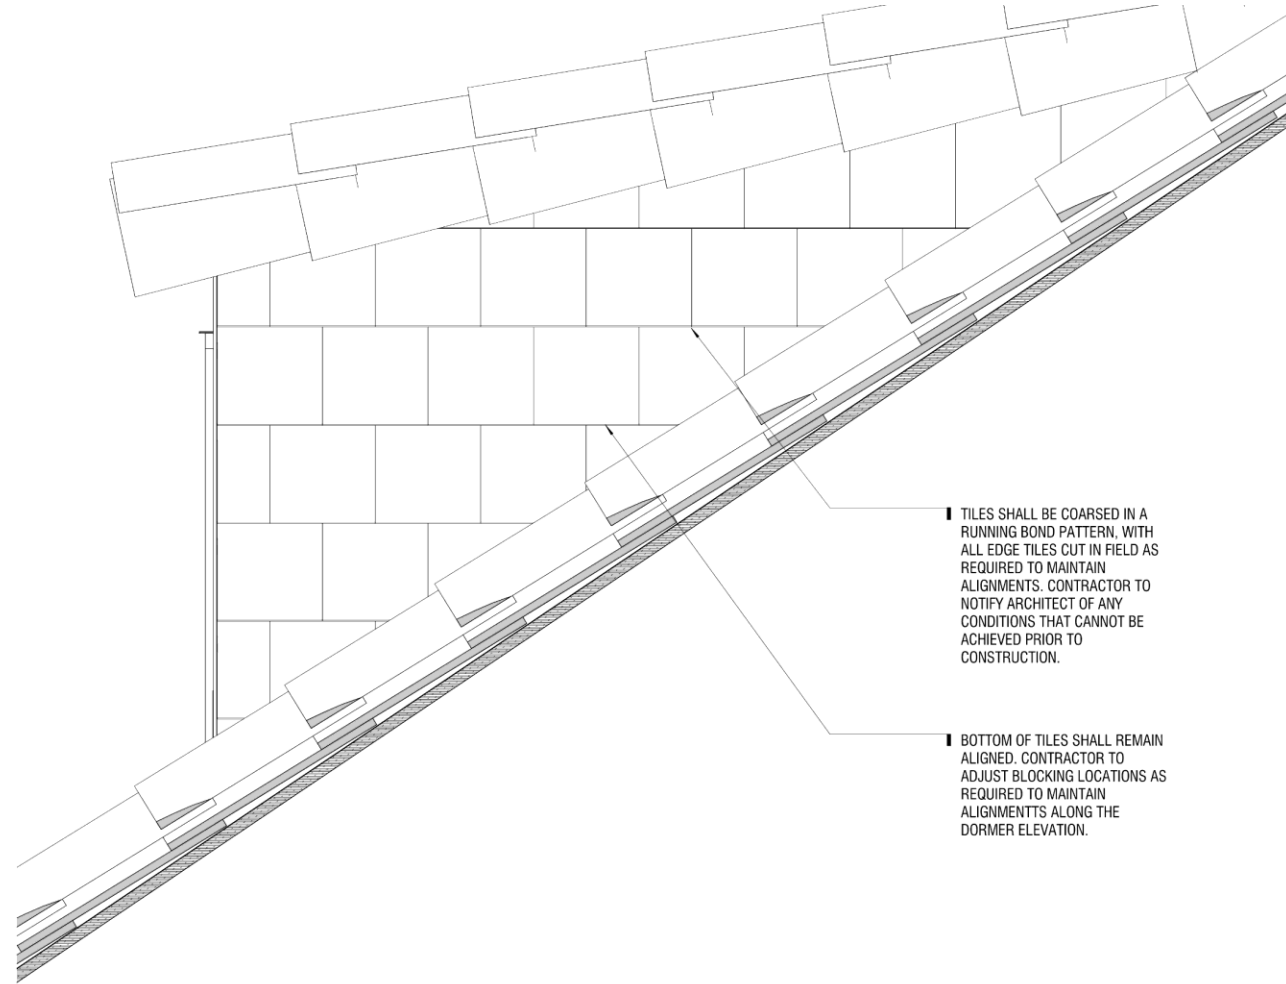 TILES SHALL BE COARSED IN A
RUNNING BOND PATTERN, WITH
ALL EDGE TILES CUT IN FIELD AS
REQUIRED TO MAINTAIN
ALIGNMENTS. CONTRACTOR TO
NOTIFY ARCHITECT OF ANY
CONDITIONS THAT CANNOT BE
ACHIEVED PRIOR TO
CONSTRUCTION.
BOTTOM OF TILES SHALL REMAIN
ALIGNED. CONTRACTOR TO
ADJUST BLOCKING LOCATIONS AS
REQUIRED TO MAINTAIN
ALIGNMENTTS ALONG THE
DORMER ELEVATION.